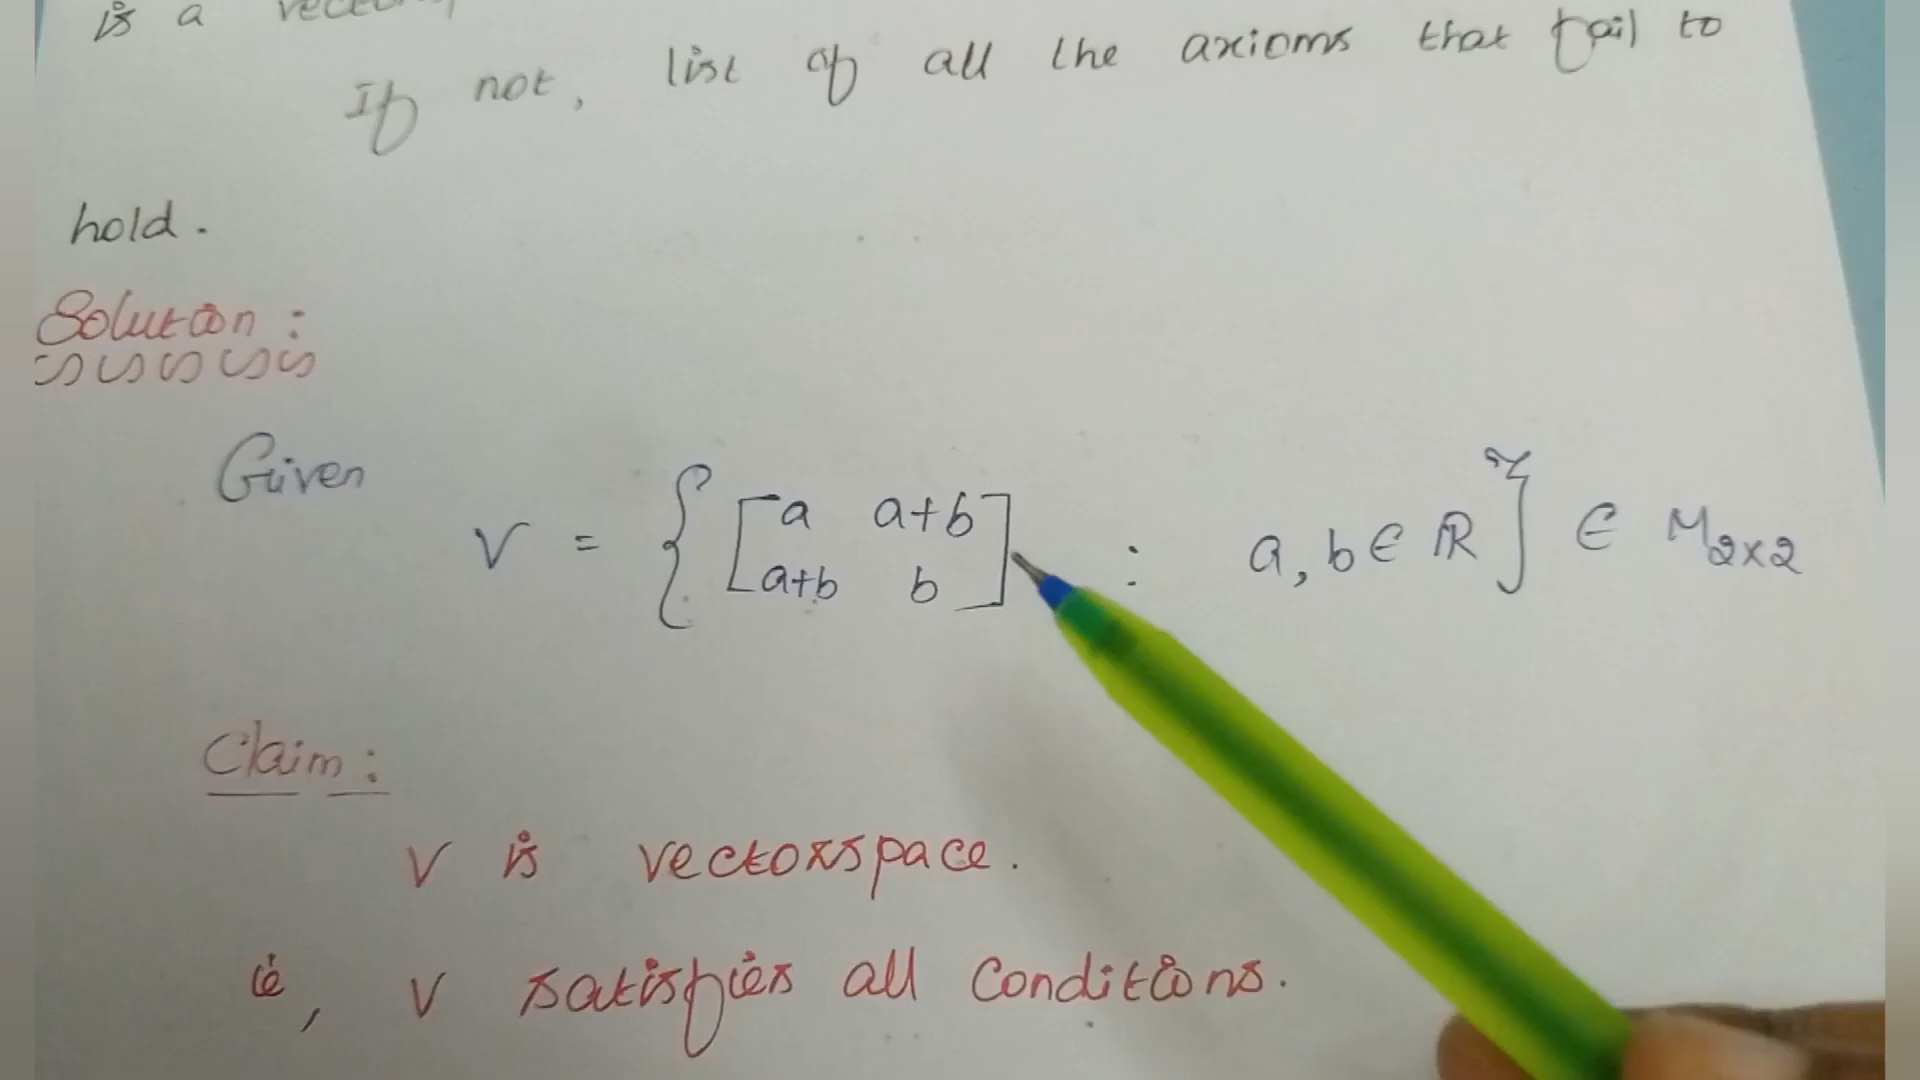 is a
If not, list of all the axioms that fail to
hold.
Solution:
Given
V = { [ a a+b
a+b b ] : a, b ∈ ℝ } ∈ M₂ₓ₂
Claim:
V is vectorspace.
ie, V satisfies all conditions.